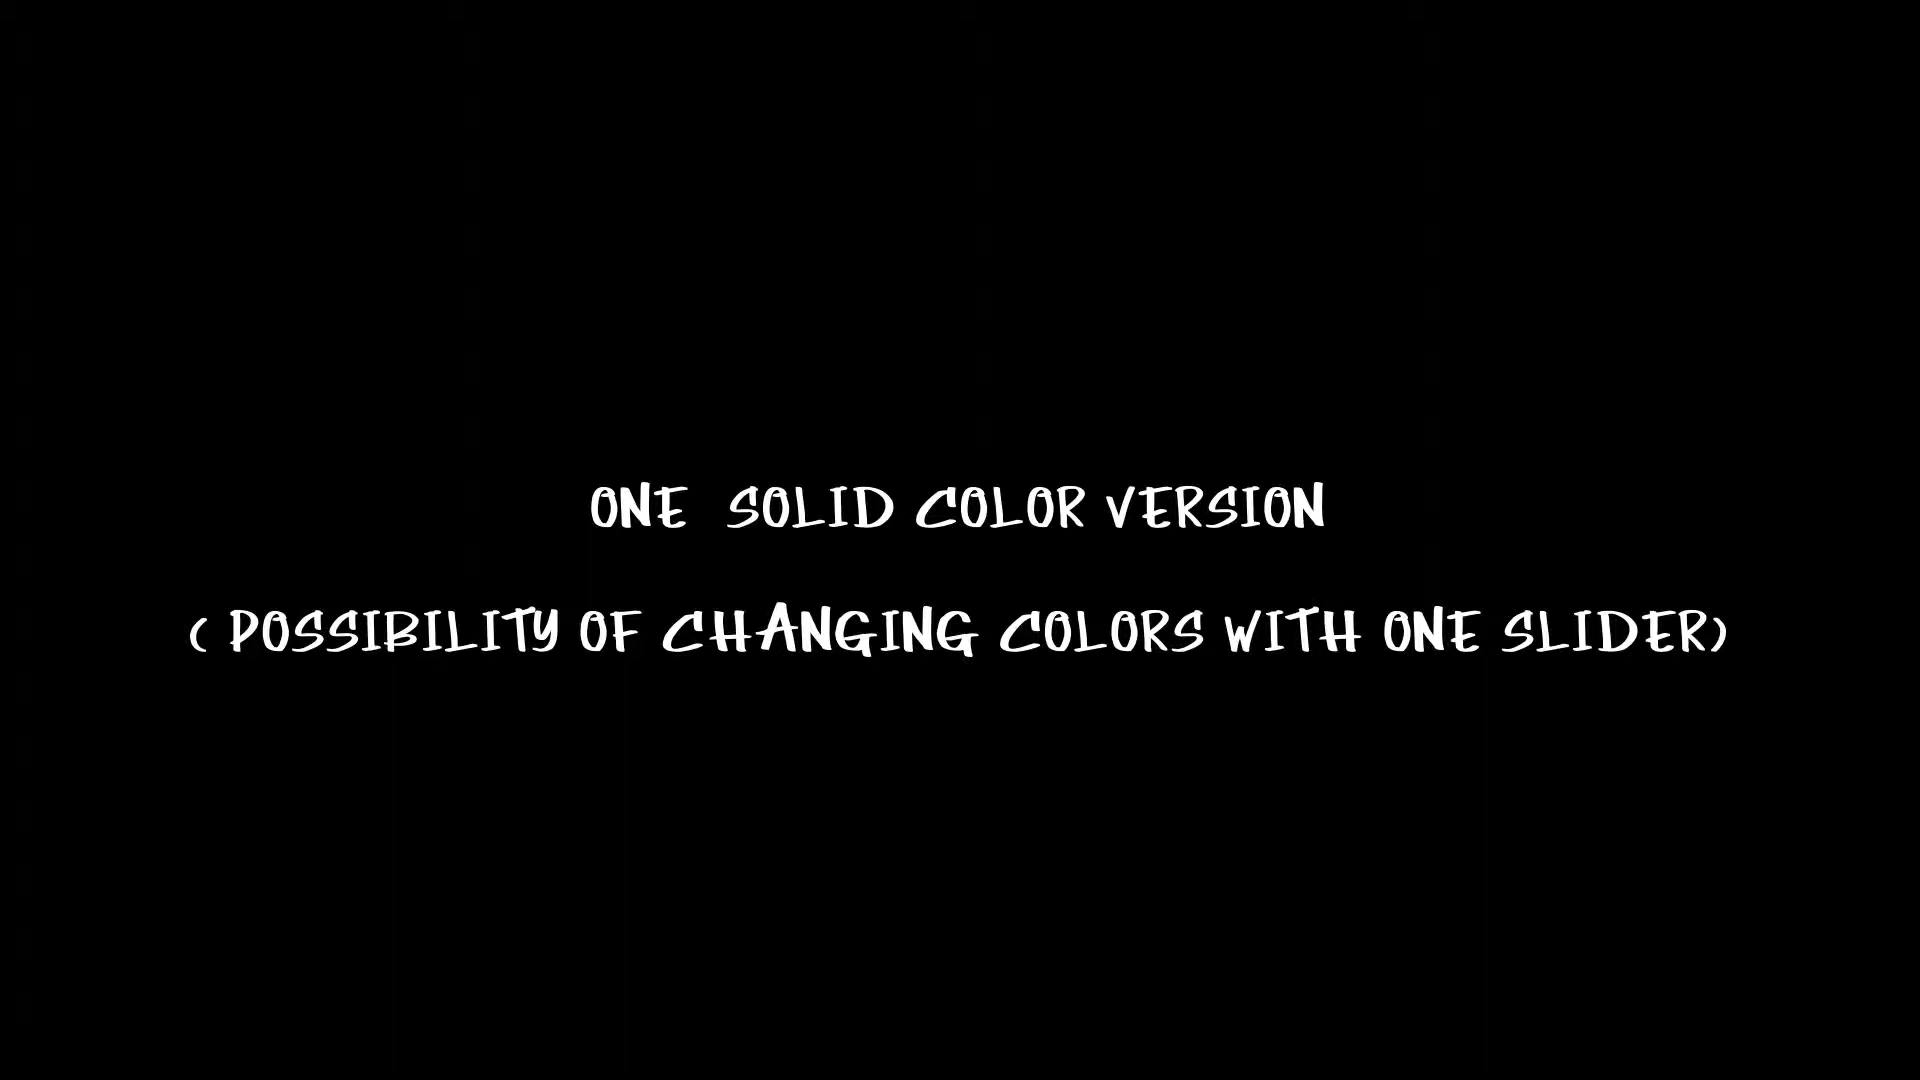 ONE SOLID COLOR VERSION
( POSSIBILITY OF CHANGING COLORS WITH ONE SLIDER)